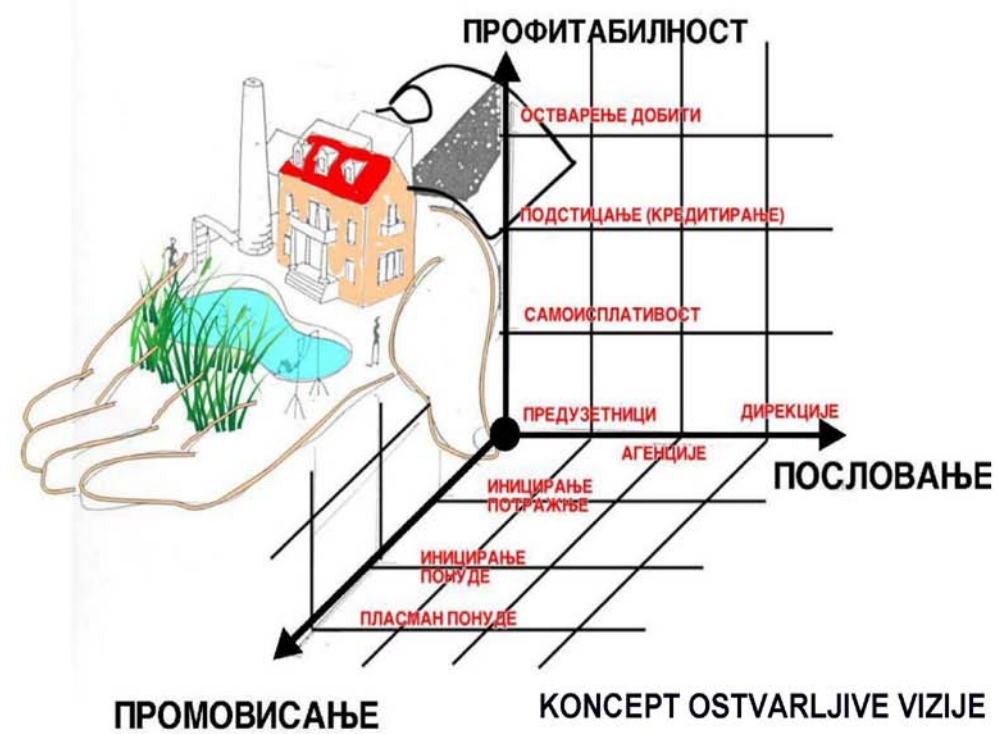 ПРОФИТАБИЛНОСТ
ОСТВАРЕЊЕ ДОБИТИ
ПОДСТИЦАЊЕ (КРЕДИТИРАЊЕ)
САМОИСПЛАТИВОСТ
ПРЕДУЗЕТНИЦИ
ДИРЕКЦИЈЕ
АГЕНЦИЈЕ
ПОСЛОВАЊЕ
ИНИЦИРАЊЕ
ПОТРАЖЊЕ
ИНИЦИРАЊЕ
ПОНУДЕ
ПЛАСМАН ПОНУДЕ
ПРОМОВИСАЊЕ
KONCEPT OSTVARLJIVE VIZIJE